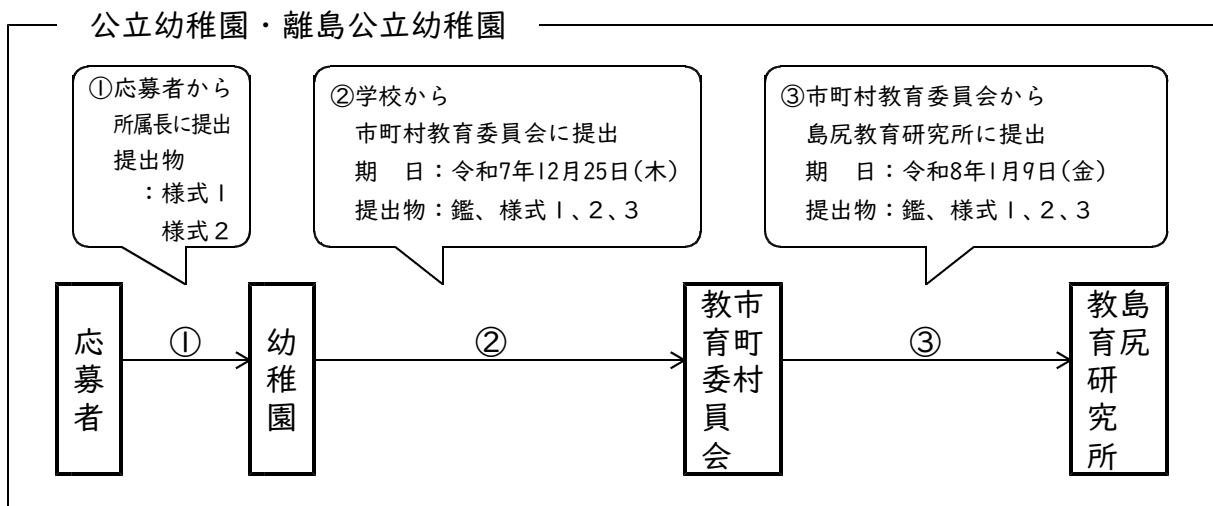 公立幼稚園・離島公立幼稚園
①応募者から
所属長に提出
提出物
:様式1
様式2
②学校から
市町村教育委員会に提出
期　日:令和7年12月25日(木)
提出物:鑑、様式1、2、3
③市町村教育委員会から
島尻教育研究所に提出
期　日:令和8年1月9日(金)
提出物:鑑、様式1、2、3
応募者
①
幼稚園
②
市町村
教育委員会
③
島尻
教育研究所